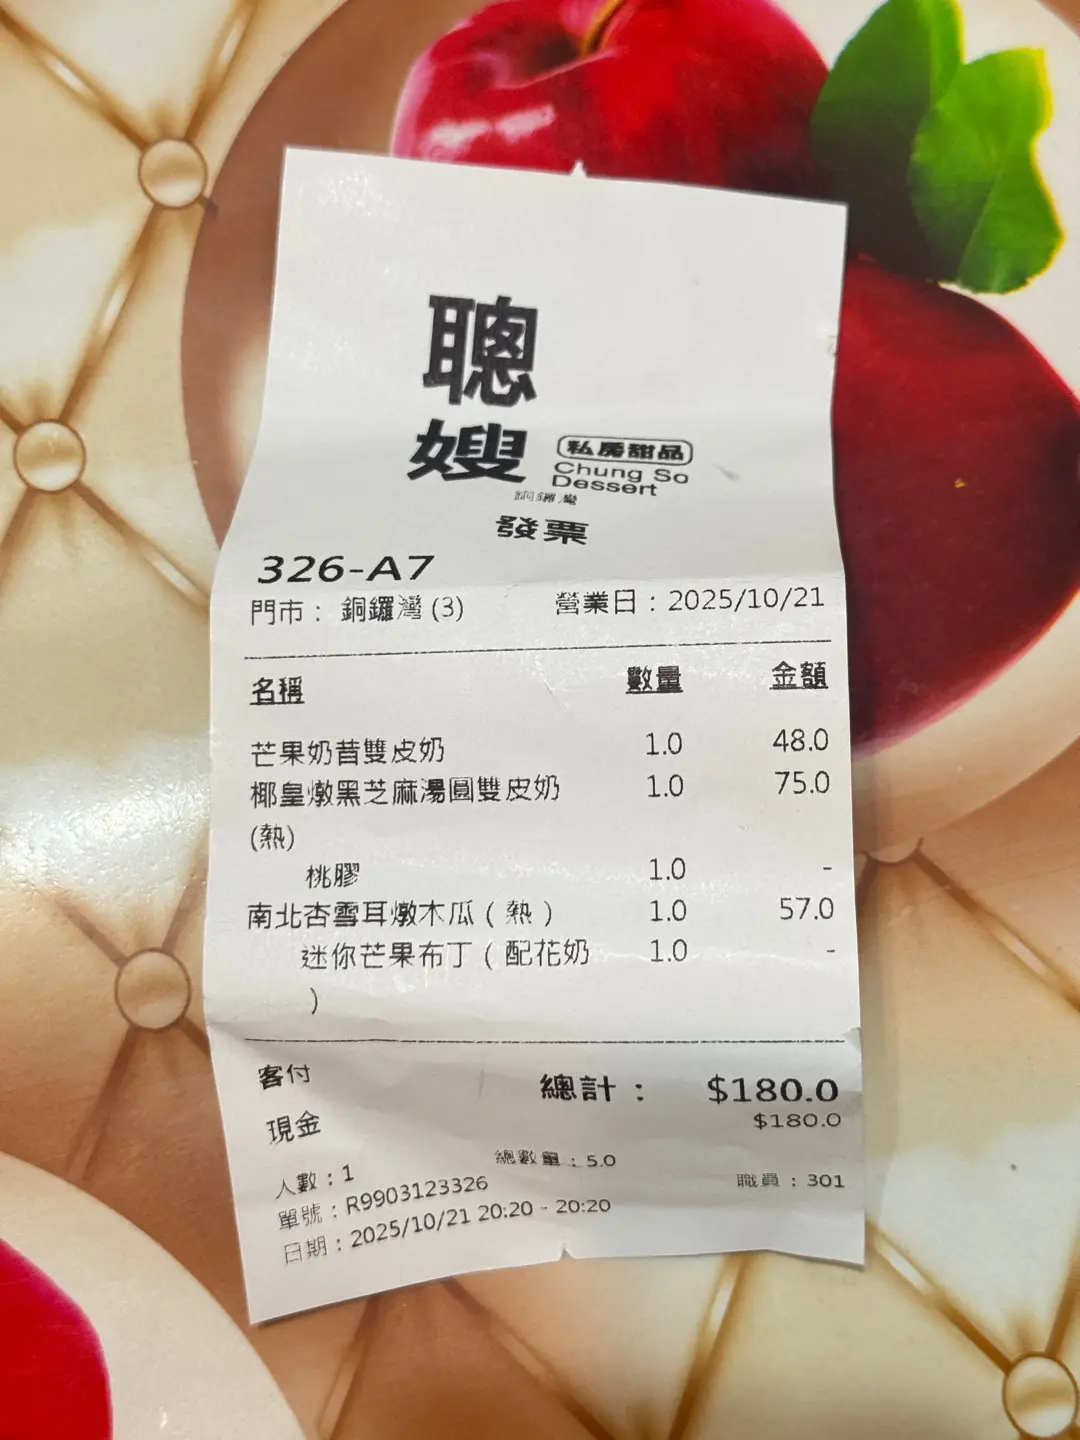 聰
嫂
私房甜品
Chung So
Dessert
銅鑼灣
發票
326-A7
門市： 銅鑼灣 (3) 營業日：2025/10/21
名稱 數量 金額
芒果奶昔雙皮奶 1.0 48.0
椰皇燉黑芝麻湯圓雙皮奶 1.0 75.0
(熱)
桃膠 1.0 -
南北杏雪耳燉木瓜（熱） 1.0 57.0
迷你芒果布丁（配花奶 1.0 -
）
客付 總計： $180.0
現金 $180.0
人數：1 總數量：5.0
單號：R9903123326 職員：301
日期：2025/10/21 20:20 - 20:20